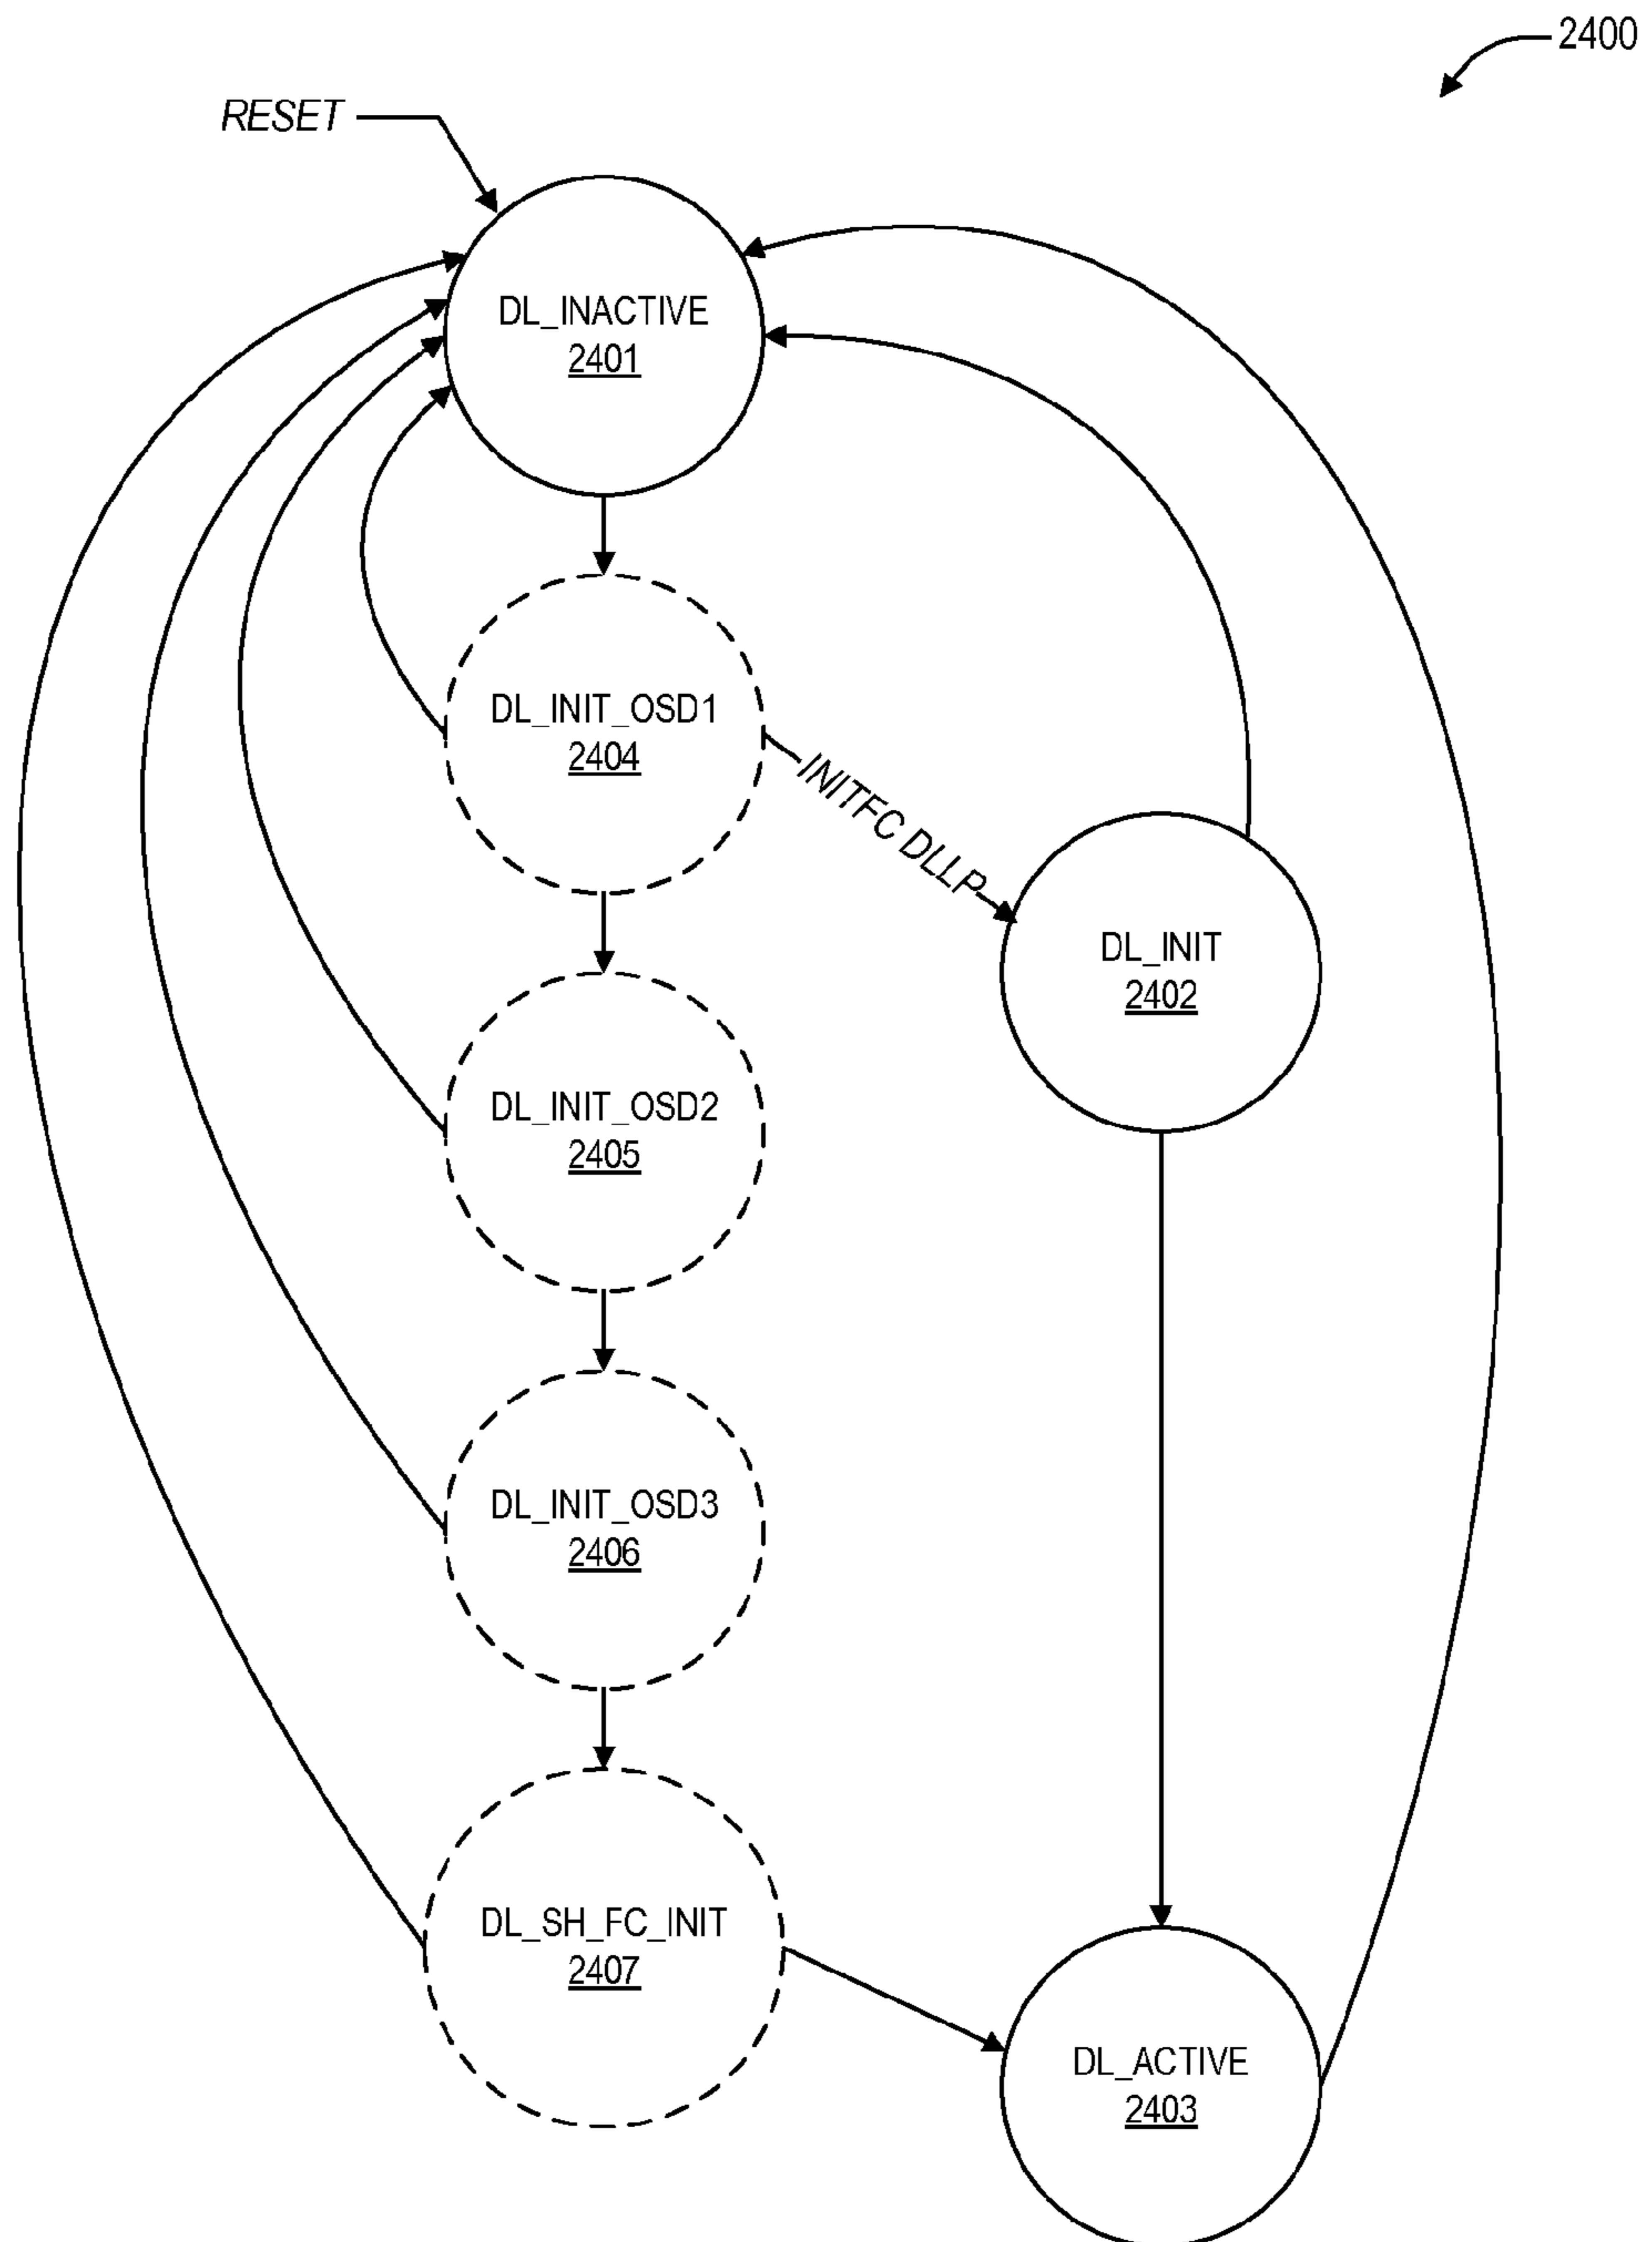 2400
RESET
DL_INACTIVE
2401
DL_INIT_OSD1
2404
INITFC DLLP
DL_INIT
2402
DL_INIT_OSD2
2405
DL_INIT_OSD3
2406
DL_SH_FC_INIT
2407
DL_ACTIVE
2403